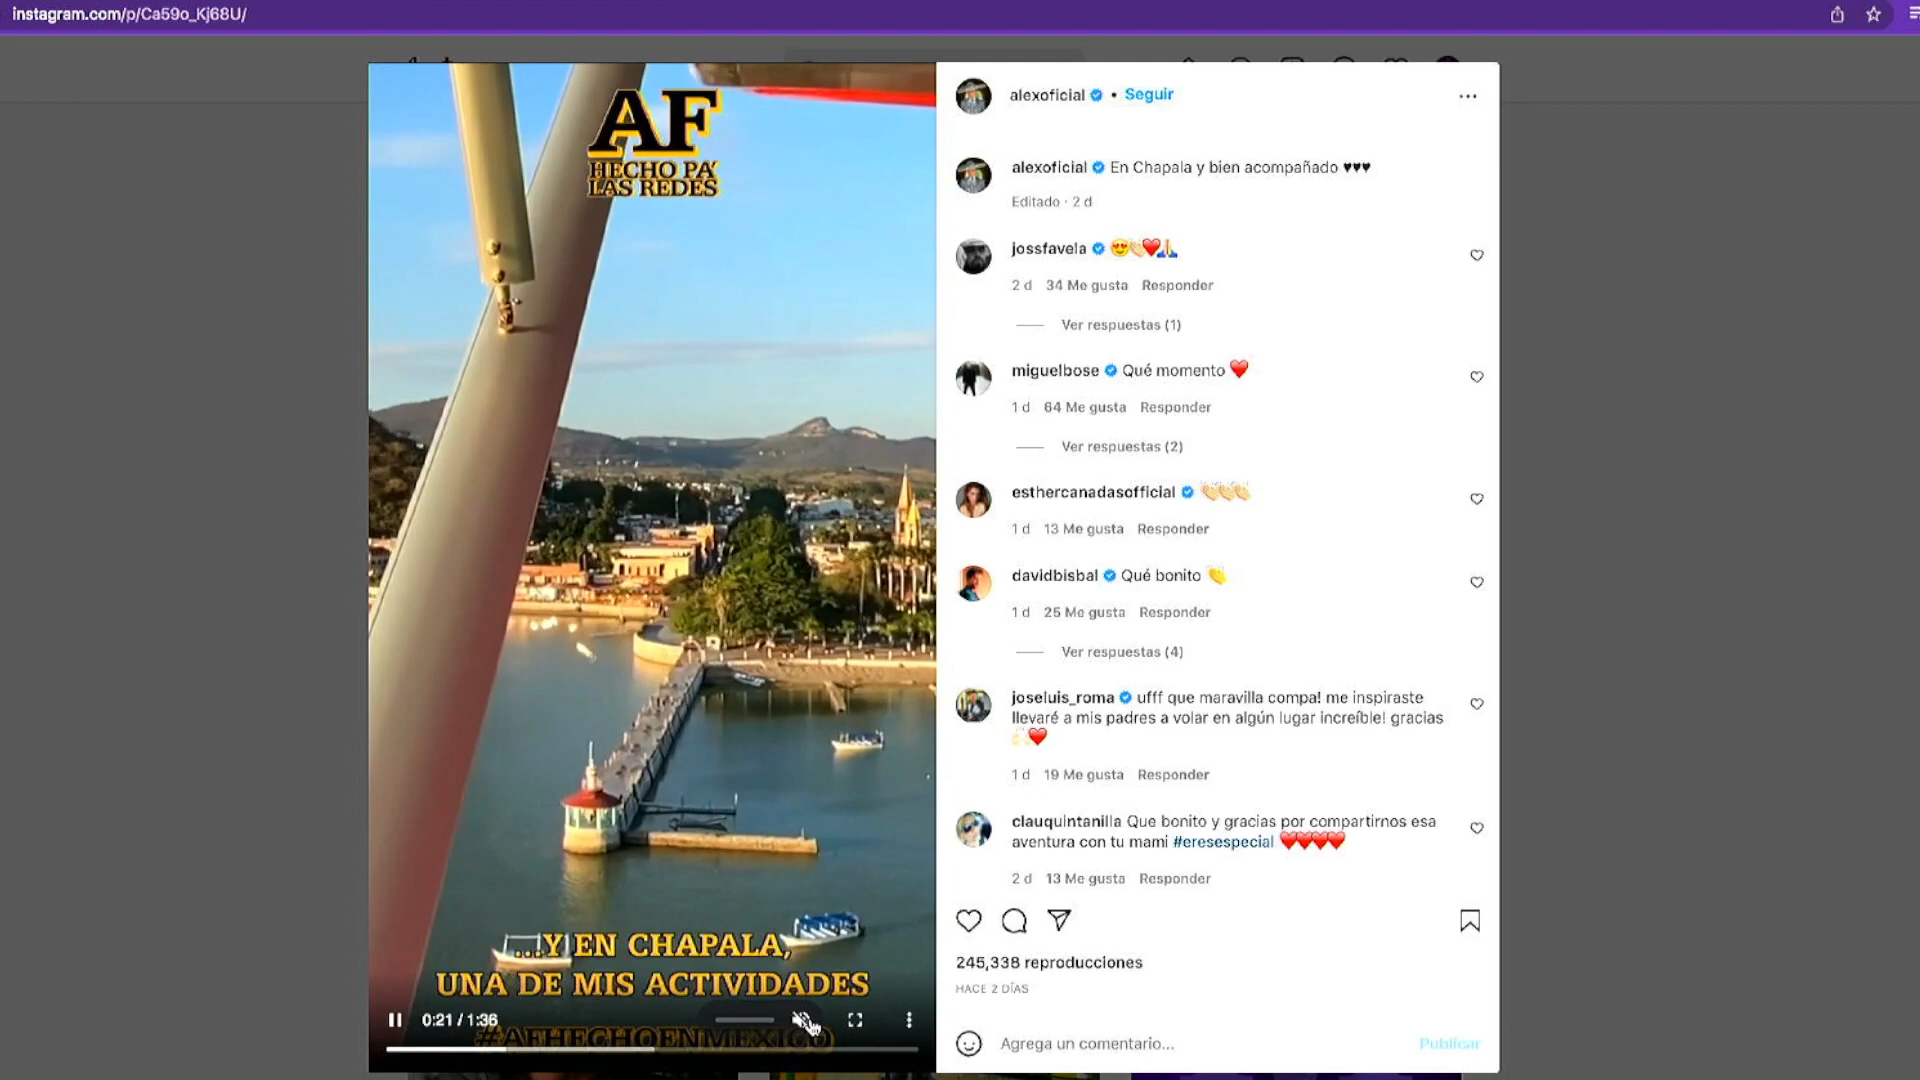 instagram.com/p/Ca59o_Kj68U/
AF
HECHO PA'
LAS REDES
...Y EN CHAPALA,
UNA DE MIS ACTIVIDADES
#AFHECHOENMEXICO
0:21 / 1:36
alexoficial • Seguir
alexoficial En Chapala y bien acompañado ♥♥♥
Editado · 2 d
jossfavela 😍👏🏻❤️🙏
2 d 34 Me gusta Responder
Ver respuestas (1)
miguelbose Qué momento ❤️
1 d 64 Me gusta Responder
Ver respuestas (2)
esthercanadasofficial 👏🏻👏🏻👏🏻
1 d 13 Me gusta Responder
davidbisbal Qué bonito 👏
1 d 25 Me gusta Responder
Ver respuestas (4)
joseluis_roma ufff que maravilla compa! me inspiraste
llevaré a mis padres a volar en algún lugar increíble! gracias
🙌🏻❤️
1 d 19 Me gusta Responder
clauquintanilla Que bonito y gracias por compartirnos esa
aventura con tu mami #eresespecial ❤️❤️❤️❤️
2 d 13 Me gusta Responder
245,338 reproducciones
HACE 2 DÍAS
Agrega un comentario...
Publicar